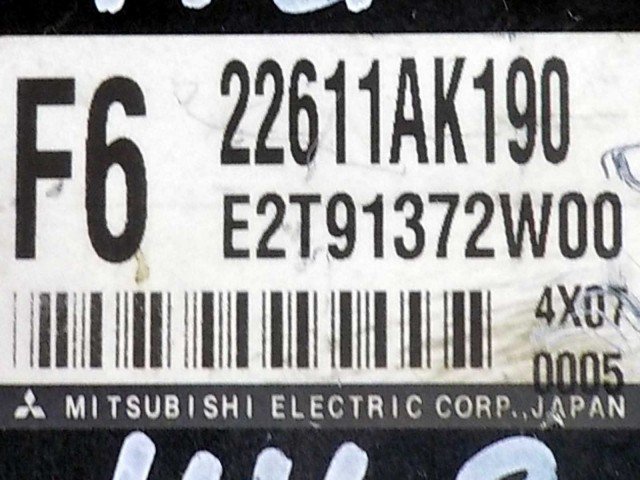 F6
22611AK190
E2T91372W00
4X07
0005
MITSUBISHI ELECTRIC CORP., JAPAN